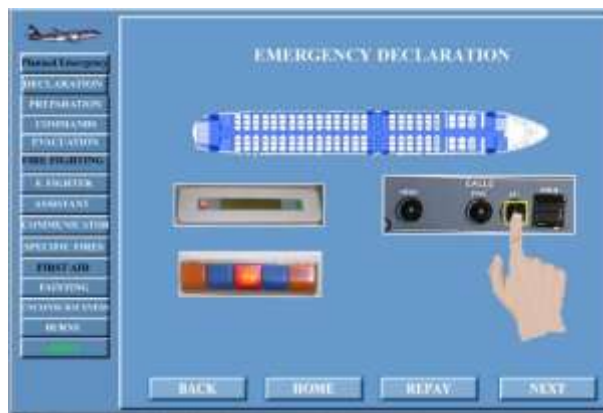 EMERGENCY DECLARATION
Planned Emergency
DECLARATION
PREPARATION
COMMANDS
EVACUATION
FIRE FIGHTING
F. FIGHTER
ASSISTANT
COMMUNICATOR
SPECIFIC FIRES
FIRST AID
FAINTING
BURNS
CALLS
BACK
HOME
REPAY
NEXT